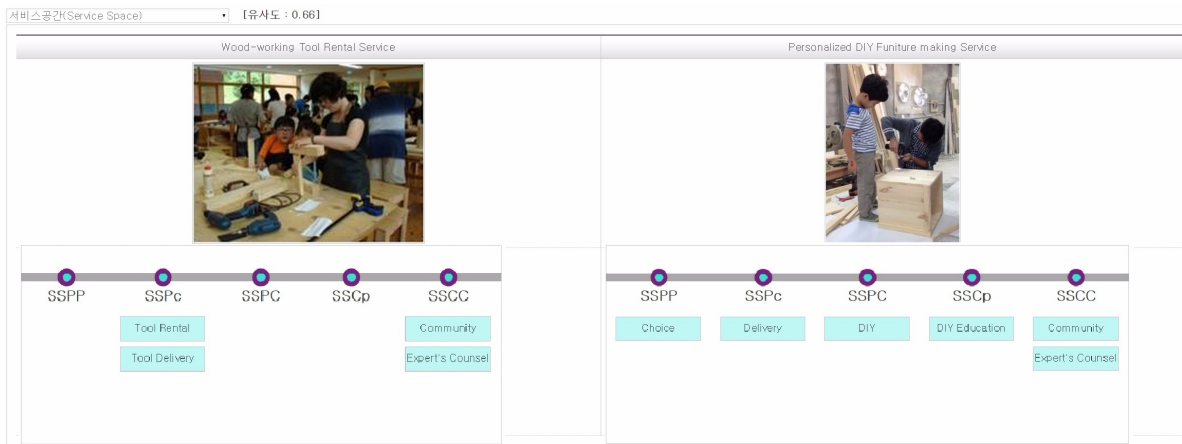 서비스공간(Service Space) [유사도 : 0.66]
Wood-working Tool Rental Service
Personalized DIY Funiture making Service
SSPP SSPc SSPC SSCp SSCC
Tool Rental Community
Tool Delivery Expert's Counsel
SSPP SSPc SSPC SSCp SSCC
Choice Delivery DIY DIY Education Community
Expert's Counsel